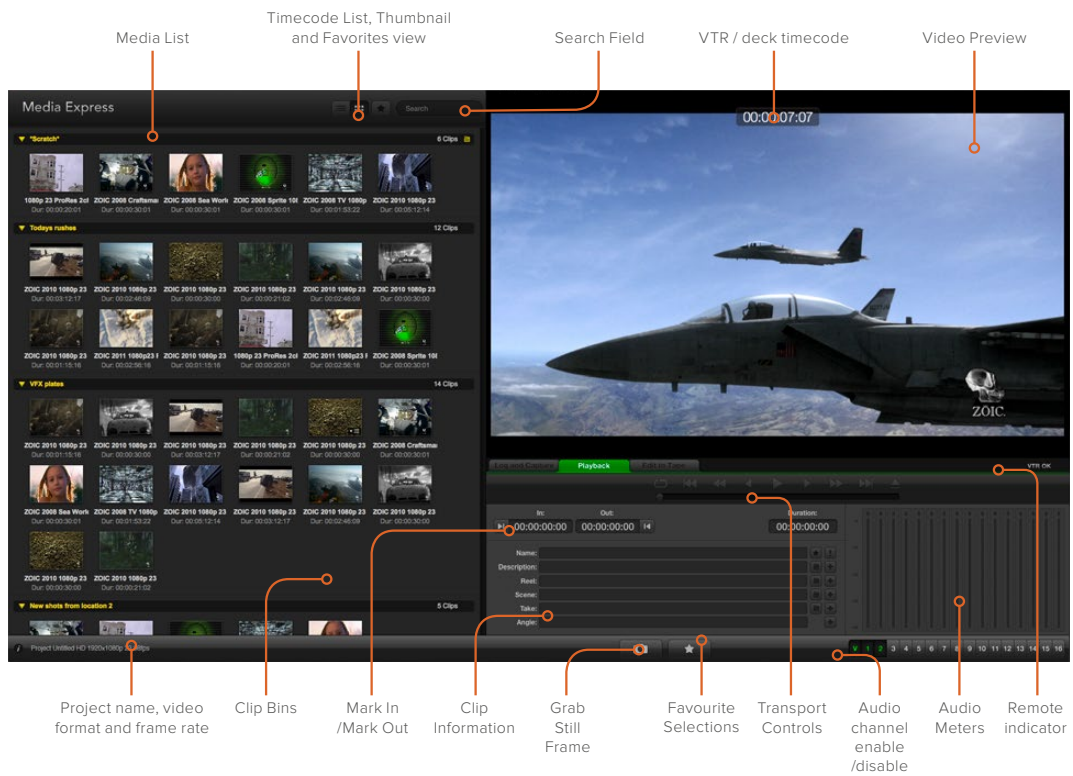 Timecode List, Thumbnail
and Favorites view
Media List
Search Field
VTR / deck timecode
Video Preview
Media Express
Search
"Scratch"
6 Clips
1080p 23 ProRes 2cl
ZOIC 2008 Craftsma
ZOIC 2008 Sea Worl
ZOIC 2008 Sprite 10
ZOIC 2008 TV 1080p
ZOIC 2010 1080p 23
Dur: 00:00:20:01
Dur: 00:00:30:01
Dur: 00:00:30:01
Dur: 00:00:30:01
Dur: 00:01:53:22
Dur: 00:05:12:14
Todays rushes
12 Clips
ZOIC 2010 1080p 23
ZOIC 2010 1080p 23
ZOIC 2010 1080p 23
ZOIC 2010 1080p 23
ZOIC 2010 1080p 23
ZOIC 2010 1080p 23
Dur: 00:03:12:17
Dur: 00:02:46:09
Dur: 00:00:30:00
Dur: 00:00:21:02
Dur: 00:02:46:09
Dur: 00:00:30:00
ZOIC 2010 1080p 23
ZOIC 2011 1080p23
ZOIC 2010 1080p 23
1080p 23 ProRes 2cl
ZOIC 2011 1080p23
ZOIC 2008 Sprite 10
Dur: 00:01:15:16
Dur: 00:02:56:16
Dur: 00:01:15:16
Dur: 00:00:20:01
Dur: 00:02:56:16
Dur: 00:00:30:01
VFX plates
14 Clips
ZOIC 2010 1080p 23
ZOIC 2010 1080p 23
ZOIC 2010 1080p 23
ZOIC 2010 1080p 23
ZOIC 2010 1080p 23
ZOIC 2008 Craftsma
Dur: 00:01:15:16
Dur: 00:00:30:00
Dur: 00:03:12:17
Dur: 00:00:21:02
Dur: 00:00:30:00
Dur: 00:00:30:01
ZOIC 2008 Sea Worl
ZOIC 2008 TV 1080p
ZOIC 2010 1080p 23
ZOIC 2010 1080p 23
ZOIC 2010 1080p 23
ZOIC 2010 1080p 23
Dur: 00:00:30:01
Dur: 00:01:53:22
Dur: 00:05:12:14
Dur: 00:03:12:17
Dur: 00:02:46:09
Dur: 00:00:30:00
ZOIC 2010 1080p 23
ZOIC 2010 1080p 23
Dur: 00:00:30:00
Dur: 00:00:21:02
New shots from location 2
5 Clips
Project Untitled HD 1920x1080p
ZOIC.
Log and Capture
Playback
Edit to Tape
VTR OK
In:
Out:
Duration:
00:00:00:00
00:00:00:00
00:00:00:00
Name:
Description:
Reel:
Scene:
Take:
Angle:
V 1 2 3 4 5 6 7 8 9 10 11 12 13 14 15 16
Project name, video
format and frame rate
Clip Bins
Mark In
/Mark Out
Clip
Information
Grab
Still
Frame
Favourite
Selections
Transport
Controls
Audio
channel
enable
/disable
Audio
Meters
Remote
indicator